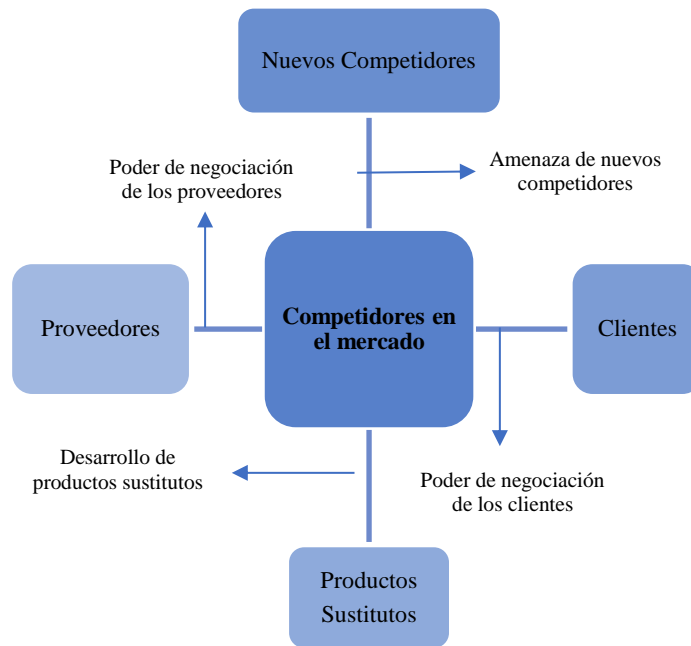 Nuevos Competidores
Poder de negociación
de los proveedores
Amenaza de nuevos
competidores
Proveedores
Competidores en
el mercado
Clientes
Desarrollo de
productos sustitutos
Poder de negociación
de los clientes
Productos
Sustitutos